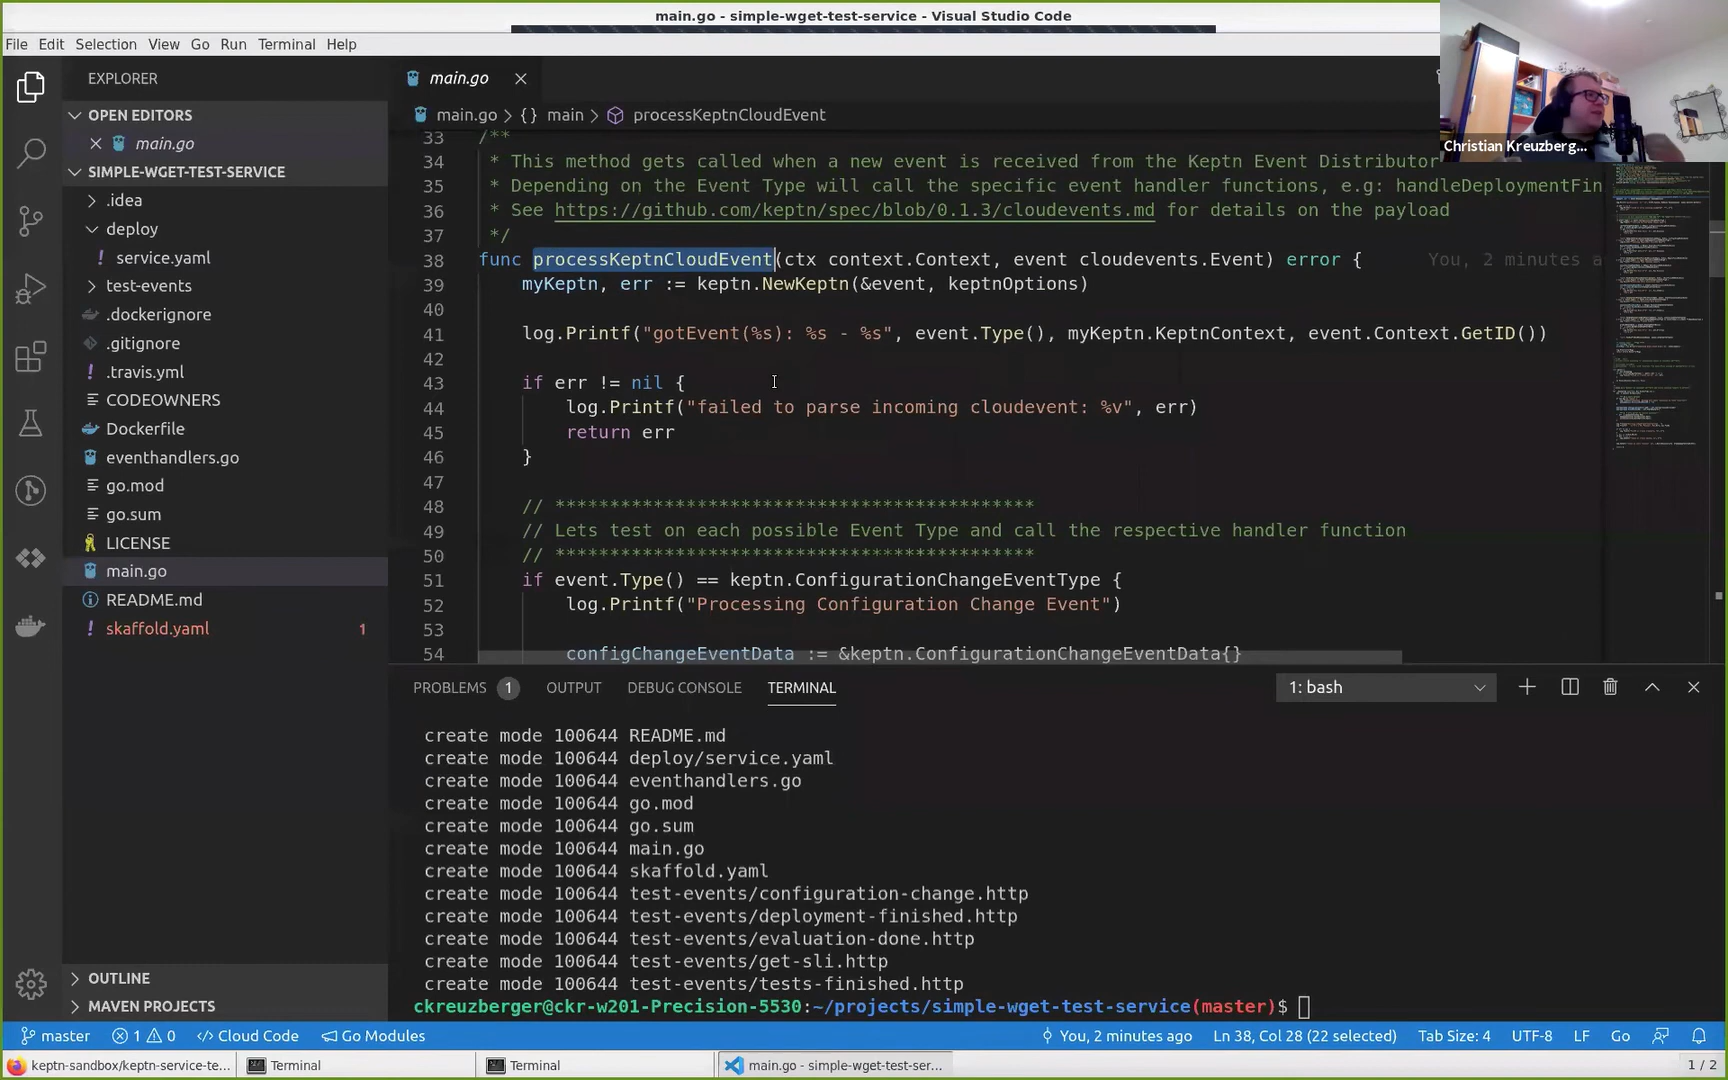 main.go - simple-wget-test-service - Visual Studio Code
File Edit Selection View Go Run Terminal Help
Christian Kreuzberg...
EXPLORER
OPEN EDITORS
main.go
SIMPLE-WGET-TEST-SERVICE
.idea
deploy
service.yaml
test-events
.dockerignore
.gitignore
.travis.yml
CODEOWNERS
Dockerfile
eventhandlers.go
go.mod
go.sum
LICENSE
main.go
README.md
skaffold.yaml 1
OUTLINE
MAVEN PROJECTS
main.go
main.go > {} main > processKeptnCloudEvent
33 /**
34 * This method gets called when a new event is received from the Keptn Event Distributor
35 * Depending on the Event Type will call the specific event handler functions, e.g: handleDeploymentFin
36 * See https://github.com/keptn/spec/blob/0.1.3/cloudevents.md for details on the payload
37 */
38 func processKeptnCloudEvent(ctx context.Context, event cloudevents.Event) error { You, 2 minutes a
39 myKeptn, err := keptn.NewKeptn(&event, keptnOptions)
40
41 log.Printf("gotEvent(%s): %s - %s", event.Type(), myKeptn.KeptnContext, event.Context.GetID())
42
43 if err != nil {
44 log.Printf("failed to parse incoming cloudevent: %v", err)
45 return err
46 }
47
48 // ********************************************
49 // Lets test on each possible Event Type and call the respective handler function
50 // ********************************************
51 if event.Type() == keptn.ConfigurationChangeEventType {
52 log.Printf("Processing Configuration Change Event")
53
54 configChangeEventData := &keptn.ConfigurationChangeEventData{}
PROBLEMS 1 OUTPUT DEBUG CONSOLE TERMINAL 1: bash
create mode 100644 README.md
create mode 100644 deploy/service.yaml
create mode 100644 eventhandlers.go
create mode 100644 go.mod
create mode 100644 go.sum
create mode 100644 main.go
create mode 100644 skaffold.yaml
create mode 100644 test-events/configuration-change.http
create mode 100644 test-events/deployment-finished.http
create mode 100644 test-events/evaluation-done.http
create mode 100644 test-events/get-sli.http
create mode 100644 test-events/tests-finished.http
ckreuzberger@ckr-w201-Precision-5530:~/projects/simple-wget-test-service(master)$
master 1 0 Cloud Code Go Modules You, 2 minutes ago Ln 38, Col 28 (22 selected) Tab Size: 4 UTF-8 LF Go
keptn-sandbox/keptn-service-te... Terminal Terminal main.go - simple-wget-test-ser... 1 / 2